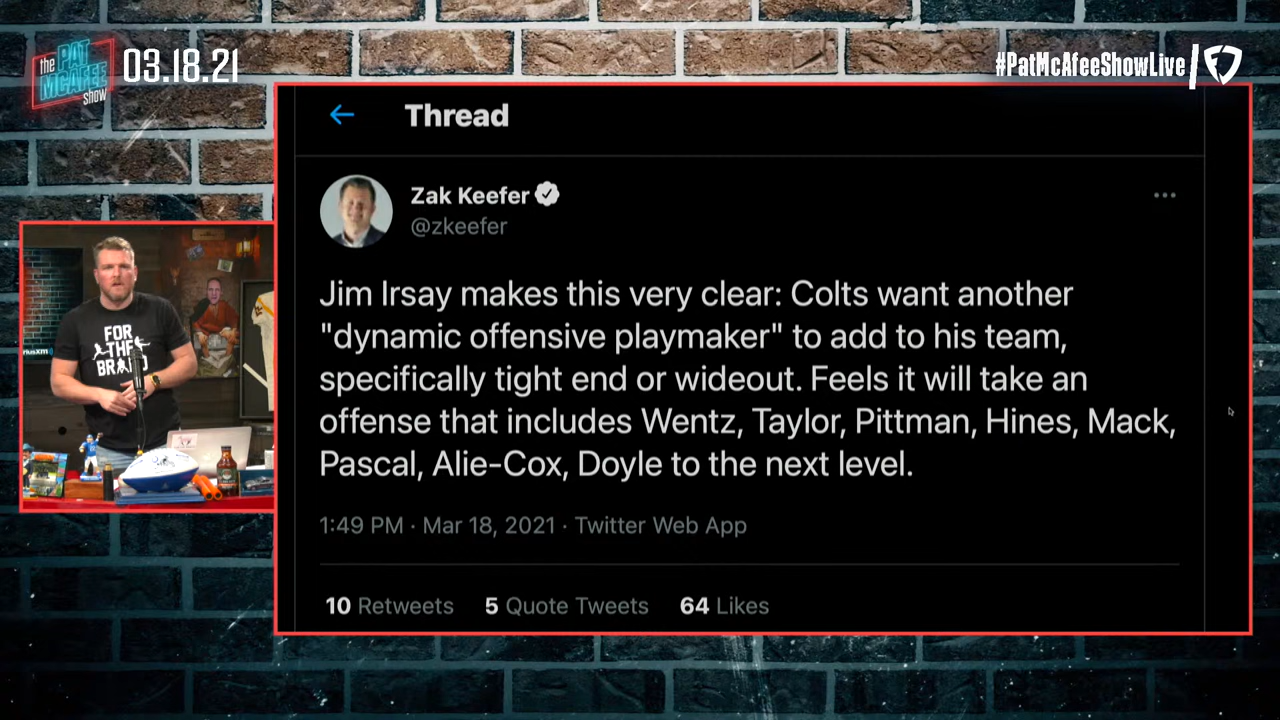 the PAT MCAFEE show
03.18.21
#PatMcAfeeShowLive
Thread
Zak Keefer
@zkeefer
Jim Irsay makes this very clear: Colts want another
"dynamic offensive playmaker" to add to his team,
specifically tight end or wideout. Feels it will take an
offense that includes Wentz, Taylor, Pittman, Hines, Mack,
Pascal, Alie-Cox, Doyle to the next level.
1:49 PM · Mar 18, 2021 · Twitter Web App
10 Retweets 5 Quote Tweets 64 Likes
FOR
THE
BRAND